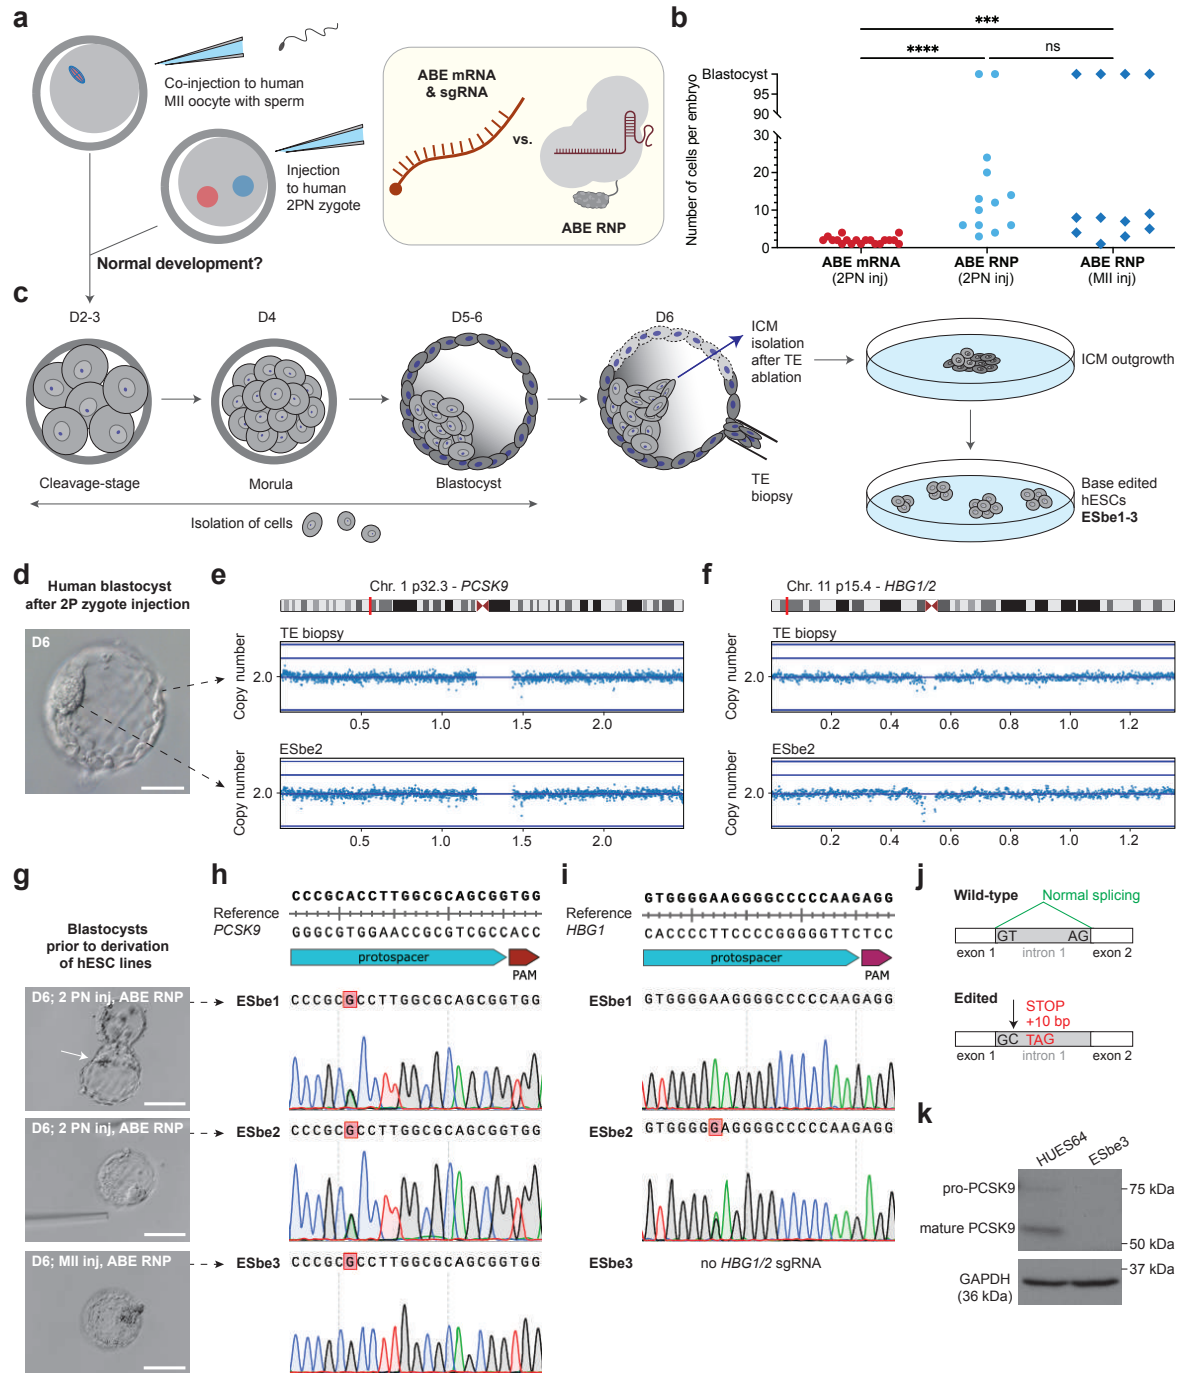 a
Co-injection to human
MII oocyte with sperm
Injection
to human
2PN zygote
ABE mRNA
& sgRNA
vs.
ABE RNP
Normal development?
b
***
****
ns
Number of cells per embryo
Blastocyst
95
90
30
20
10
0
ABE mRNA
(2PN inj)
ABE RNP
(2PN inj)
ABE RNP
(MII inj)
c
D2-3
D4
D5-6
D6
Cleavage-stage
Morula
Blastocyst
Isolation of cells
ICM
isolation
after TE
ablation
TE
biopsy
ICM outgrowth
Base edited
hESCs
ESbe1-3
d
Human blastocyst
after 2P zygote injection
D6
e
Chr. 1 p32.3 - PCSK9
TE biopsy
Copy number
2.0
0.5 1.0 1.5 2.0
ESbe2
Copy number
2.0
0.5 1.0 1.5 2.0
f
Chr. 11 p15.4 - HBG1/2
TE biopsy
Copy number
2.0
0.2 0.4 0.6 0.8 1.0 1.2
ESbe2
Copy number
2.0
0.2 0.4 0.6 0.8 1.0 1.2
g
Blastocysts
prior to derivation
of hESC lines
D6; 2 PN inj, ABE RNP
D6; 2 PN inj, ABE RNP
D6; MII inj, ABE RNP
h
CCCGCACCTTGGCGCAGCGGTGG
Reference
PCSK9
GGGCGTGGAACCGCGTCGCCACC
protospacer
PAM
ESbe1
CCCGCGCCTTGGCGCAGCGGTGG
ESbe2
CCCGCGCCTTGGCGCAGCGGTGG
ESbe3
CCCGCGCCTTGGCGCAGCGGTGG
i
GTGGGGAAGGGGCCCCCAAGAGG
Reference
HBG1
CACCCCTTCCCCGGGGGTTCTCC
protospacer
PAM
ESbe1
GTGGGGAAGGGGCCCCCAAGAGG
ESbe2
GTGGGGGAGGGGCCCCCAAGAGG
ESbe3
no HBG1/2 sgRNA
j
Wild-type
Normal splicing
GT AG
exon 1 intron 1 exon 2
Edited
STOP
+10 bp
GC TAG
exon 1 intron 1 exon 2
k
HUES64
ESbe3
pro-PCSK9
75 kDa
mature PCSK9
50 kDa
37 kDa
GAPDH
(36 kDa)